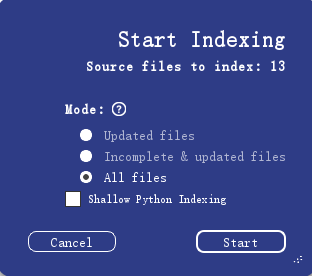 Start Indexing
Source files to index: 13
Mode: ?
Updated files
Incomplete & updated files
All files
Shallow Python Indexing
Cancel
Start